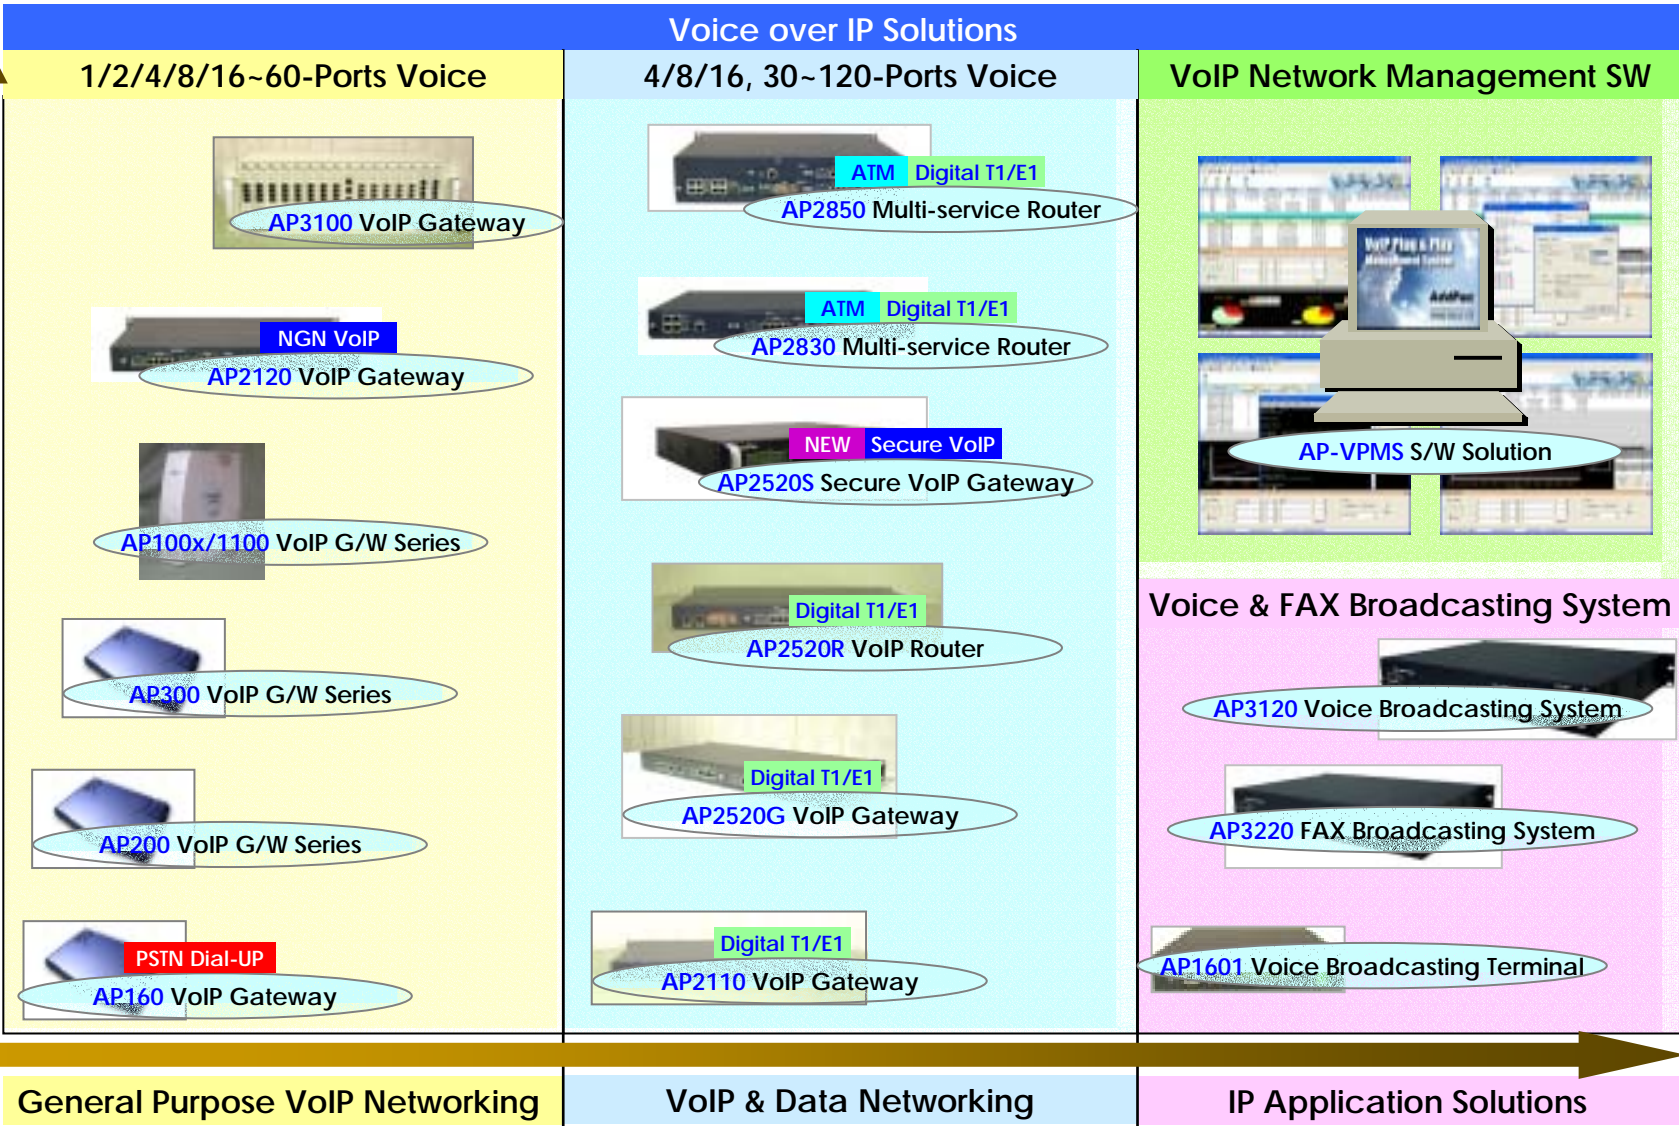 Voice over IP Solutions
1/2/4/8/16~60-Ports Voice
AP3100 VoIP Gateway
NGN VoIP
AP2120 VoIP Gateway
AP100x/1100 VoIP G/W Series
AP300 VoIP G/W Series
AP200 VoIP G/W Series
PSTN Dial-UP
AP160 VoIP Gateway
General Purpose VoIP Networking
4/8/16, 30~120-Ports Voice
ATM Digital T1/E1
AP2850 Multi-service Router
ATM Digital T1/E1
AP2830 Multi-service Router
NEW Secure VoIP
AP2520S Secure VoIP Gateway
Digital T1/E1
AP2520R VoIP Router
Digital T1/E1
AP2520G VoIP Gateway
Digital T1/E1
AP2110 VoIP Gateway
VoIP & Data Networking
VoIP Network Management SW
VoIP Plug & Play
Management System
AddPac
AP-VPMS S/W Solution
Voice & FAX Broadcasting System
AP3120 Voice Broadcasting System
AP3220 FAX Broadcasting System
AP1601 Voice Broadcasting Terminal
IP Application Solutions